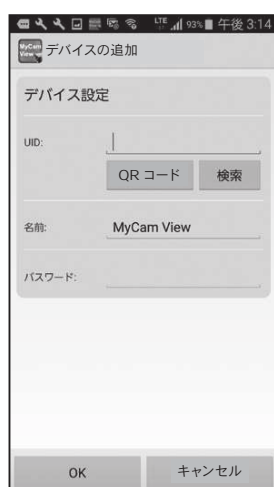 LTE 93% 午後 3:14
MyCam View デバイスの追加
デバイス設定
UID:
QR コード 検索
名前: MyCam View
パスワード:
OK キャンセル